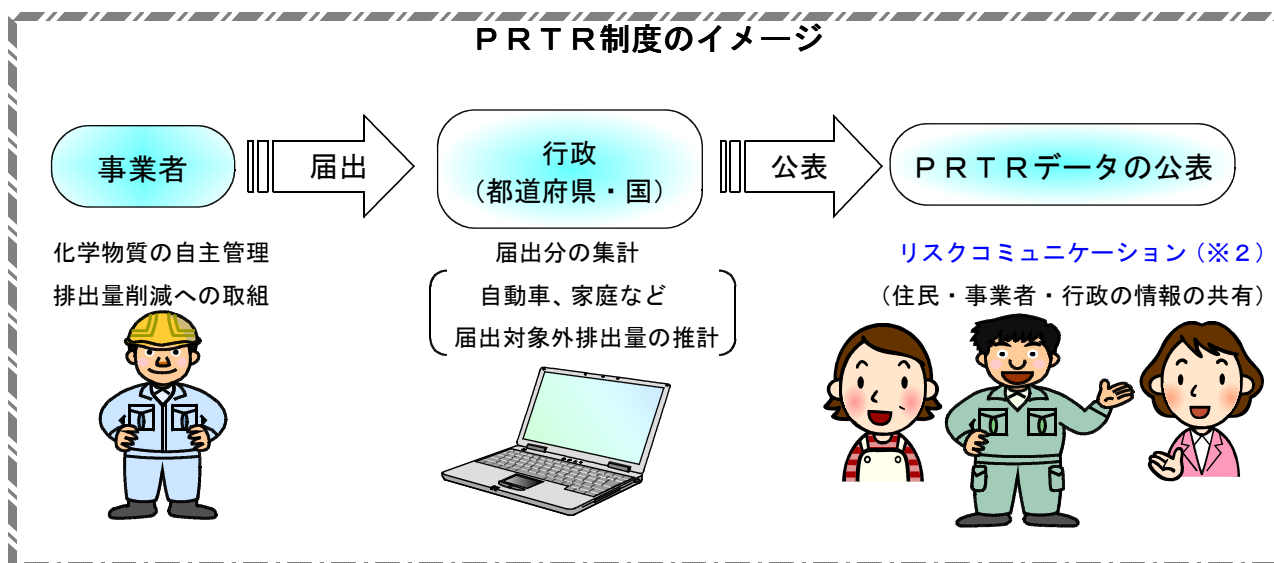 ＰＲＴＲ制度のイメージ
事業者
届出
行政
（都道府県・国）
公表
ＰＲＴＲデータの公表
化学物質の自主管理
排出量削減への取組
届出分の集計
自動車、家庭など
届出対象外排出量の推計
リスクコミュニケーション（※２）
（住民・事業者・行政の情報の共有）